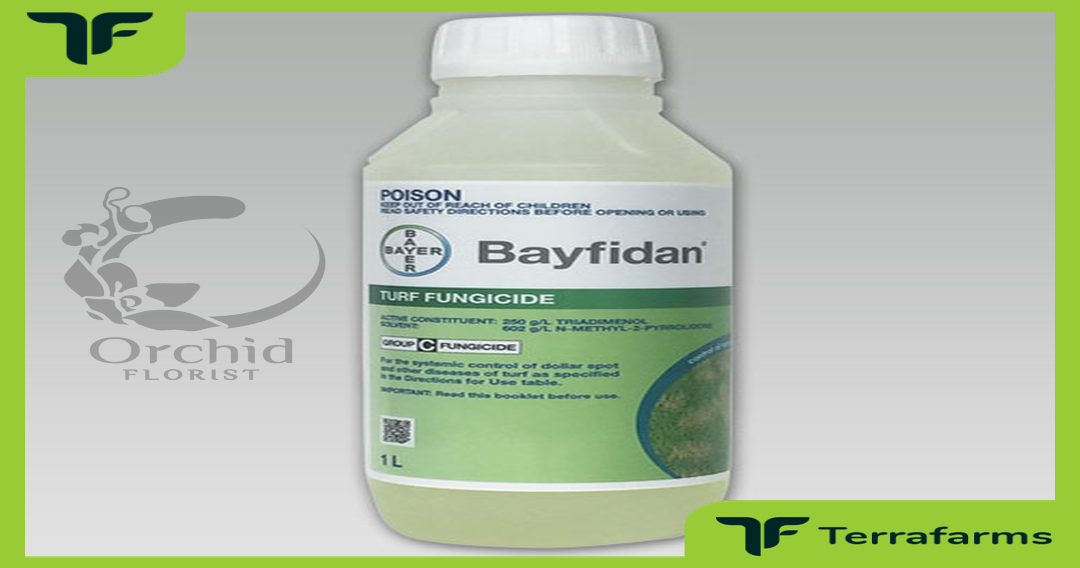 TF
Orchid
FLORIST
POISON
KEEP OUT OF REACH OF CHILDREN
READ SAFETY DIRECTIONS BEFORE OPENING OR USING
BAYER
BAYER
Bayfidan®
TURF FUNGICIDE
ACTIVE CONSTITUENT: 250 g/L TRIADIMENOL
SOLVENT: 602 g/L N-METHYL-2-PYRROLIDONE
GROUP C FUNGICIDE
For the systemic control of dollar spot
and other diseases of turf as specified
in the Directions for Use table.
IMPORTANT: Read this booklet before use.
1 L
TF Terrafarms